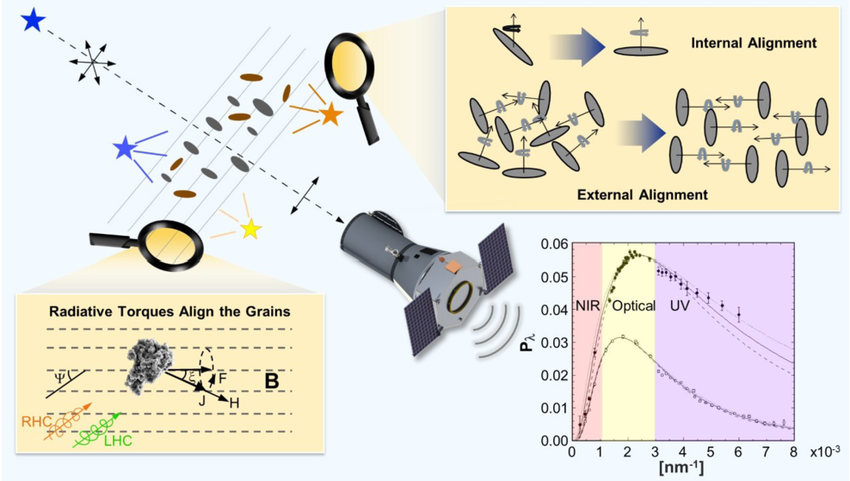 Internal Alignment
External Alignment
Radiative Torques Align the Grains
Ψ
ξ
F
B
J
H
RHC
LHC
0.06
0.05
0.04
0.03
0.02
0.01
0.00
Pλ
NIR
Optical
UV
0 1 2 3 4 5 6 7 8 x10⁻³
[nm⁻¹]